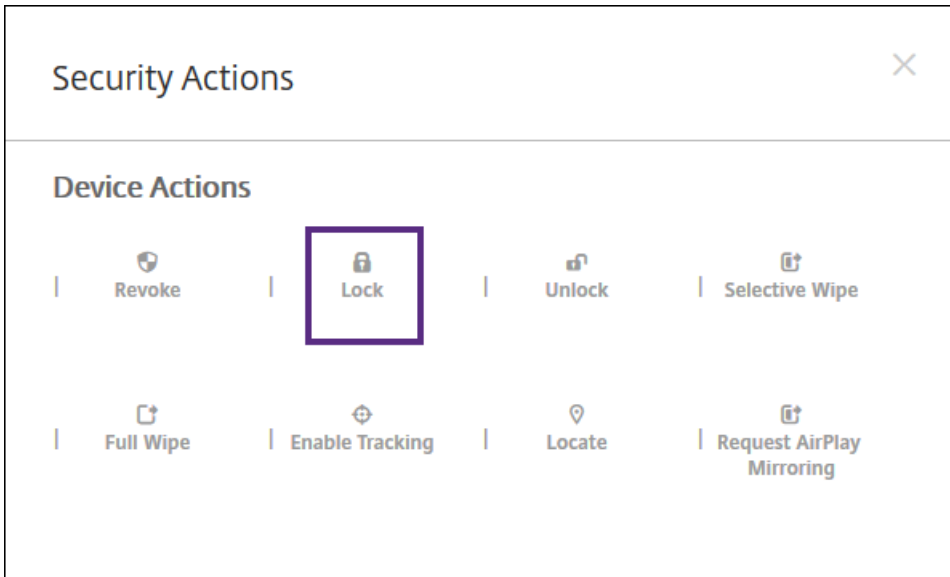 Security Actions
Device Actions
Revoke
Lock
Unlock
Selective Wipe
Full Wipe
Enable Tracking
Locate
Request AirPlay
Mirroring